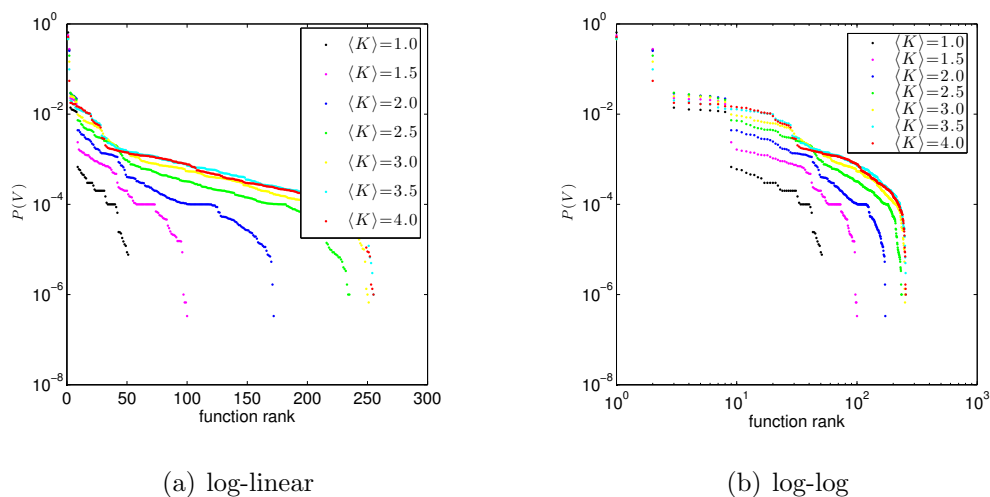 10^0
10^-2
10^-4
10^-6
10^-8
P(V)
0
50
100
150
200
250
300
function rank
⟨K⟩=1.0
⟨K⟩=1.5
⟨K⟩=2.0
⟨K⟩=2.5
⟨K⟩=3.0
⟨K⟩=3.5
⟨K⟩=4.0
(a) log-linear
10^0
10^-2
10^-4
10^-6
10^-8
P(V)
10^0
10^1
10^2
10^3
function rank
⟨K⟩=1.0
⟨K⟩=1.5
⟨K⟩=2.0
⟨K⟩=2.5
⟨K⟩=3.0
⟨K⟩=3.5
⟨K⟩=4.0
(b) log-log